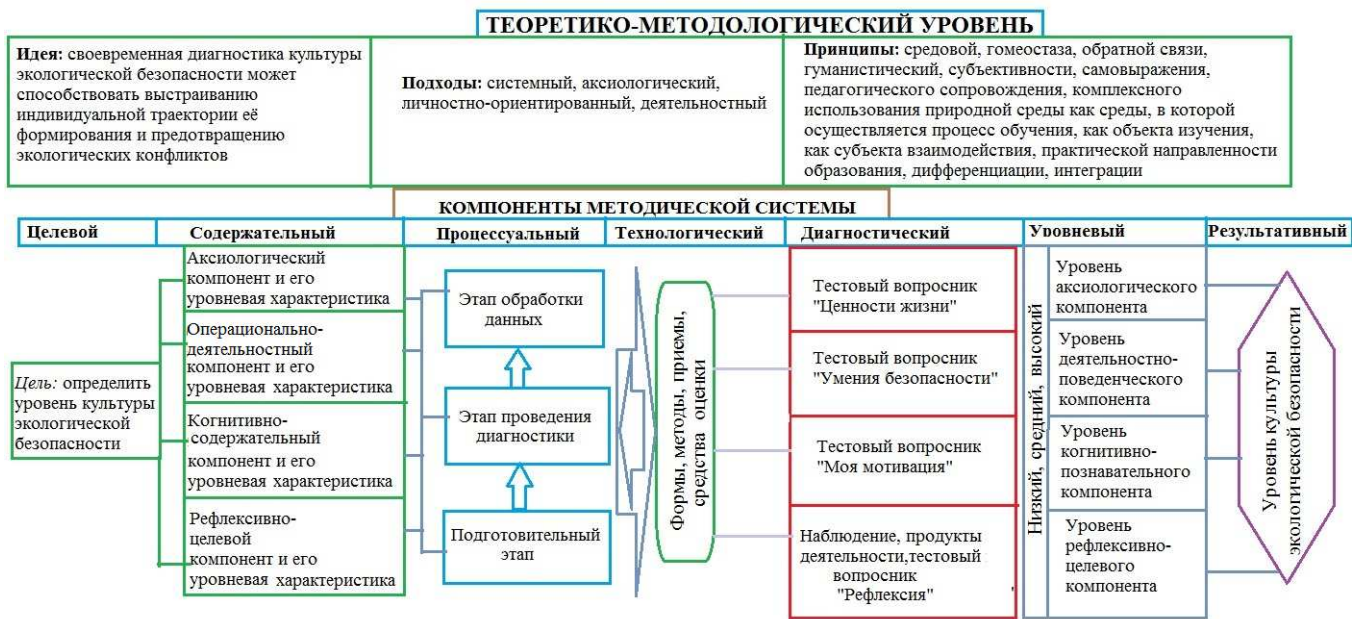 ТЕОРЕТИКО-МЕТОДОЛОГИЧЕСКИЙ УРОВЕНЬ
Идея: своевременная диагностика культуры
экологической безопасности может
способствовать выстраиванию
индивидуальной траектории её
формирования и предотвращению
экологических конфликтов
Подходы: системный, аксиологический,
личностно-ориентированный, деятельностный
Принципы: средовой, гомеостаза, обратной связи,
гуманистический, субъективности, самовыражения,
педагогического сопровождения, комплексного
использования природной среды как среды, в которой
осуществляется процесс обучения, как объекта изучения,
как субъекта взаимодействия, практической направленности
образования, дифференциации, интеграции
КОМПОНЕНТЫ МЕТОДИЧЕСКОЙ СИСТЕМЫ
Целевой
Содержательный
Процессуальный
Технологический
Диагностический
Уровневый
Результативный
Цель: определить
уровень культуры
экологической
безопасности
Аксиологический
компонент и его
уровневая характеристика
Операционально-
деятельностный
компонент и его
уровневая характеристика
Когнитивно-
содержательный
компонент и его
уровневая характеристика
Рефлексивно-
целевой
компонент и его
уровневая характеристика
Этап обработки
данных
Этап проведения
диагностики
Подготовительный
этап
Формы, методы, приемы,
средства оценки
Тестовый вопросник
"Ценности жизни"
Тестовый вопросник
"Умения безопасности"
Тестовый вопросник
"Моя мотивация"
Наблюдение, продукты
деятельности,тестовый
вопросник
"Рефлексия"
Низкий, средний, высокий
Уровень
аксиологического
компонента
Уровень
деятельностно-
поведенческого
компонента
Уровень
когнитивно-
познавательного
компонента
Уровень
рефлексивно-
целевого
компонента
Уровень культуры
экологической безопасности